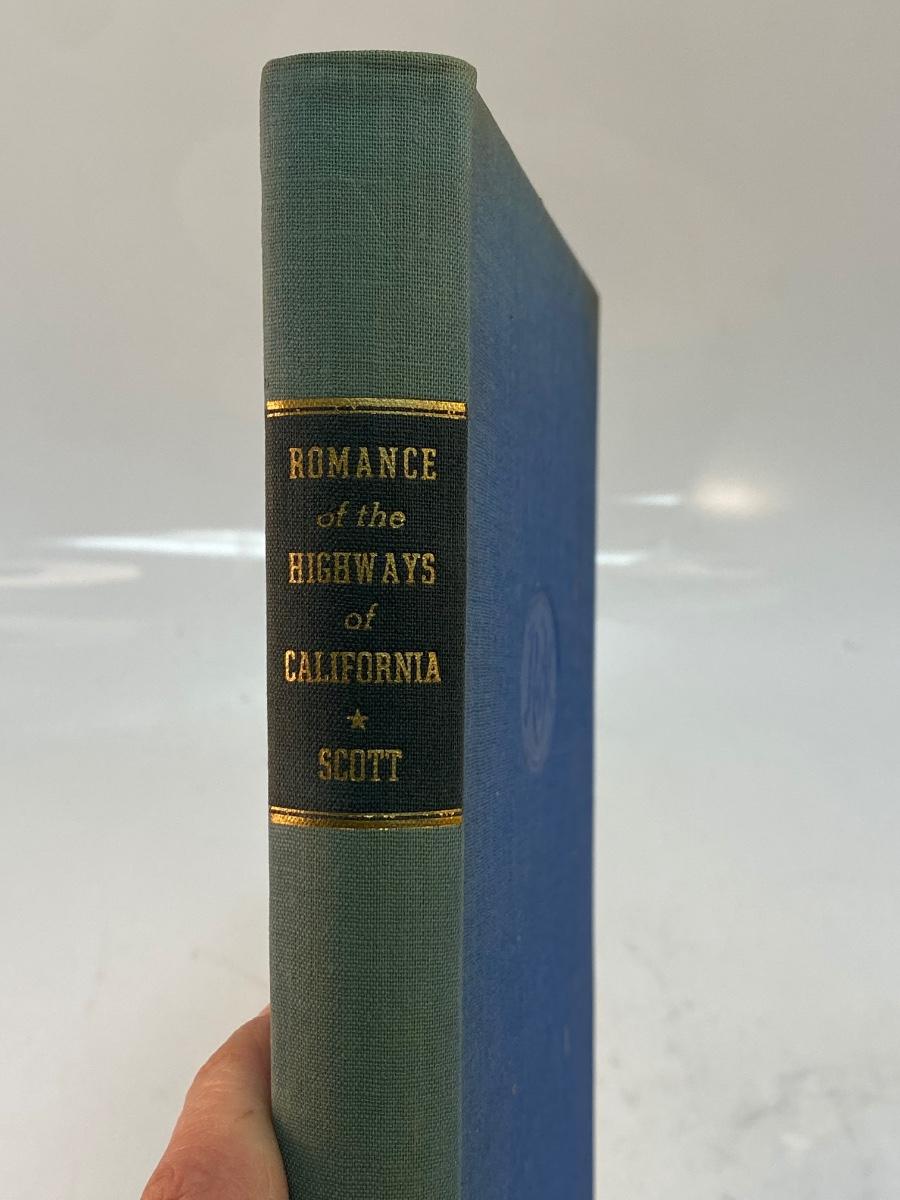 ROMANCE
of the
HIGHWAYS
of
CALIFORNIA
★
SCOTT